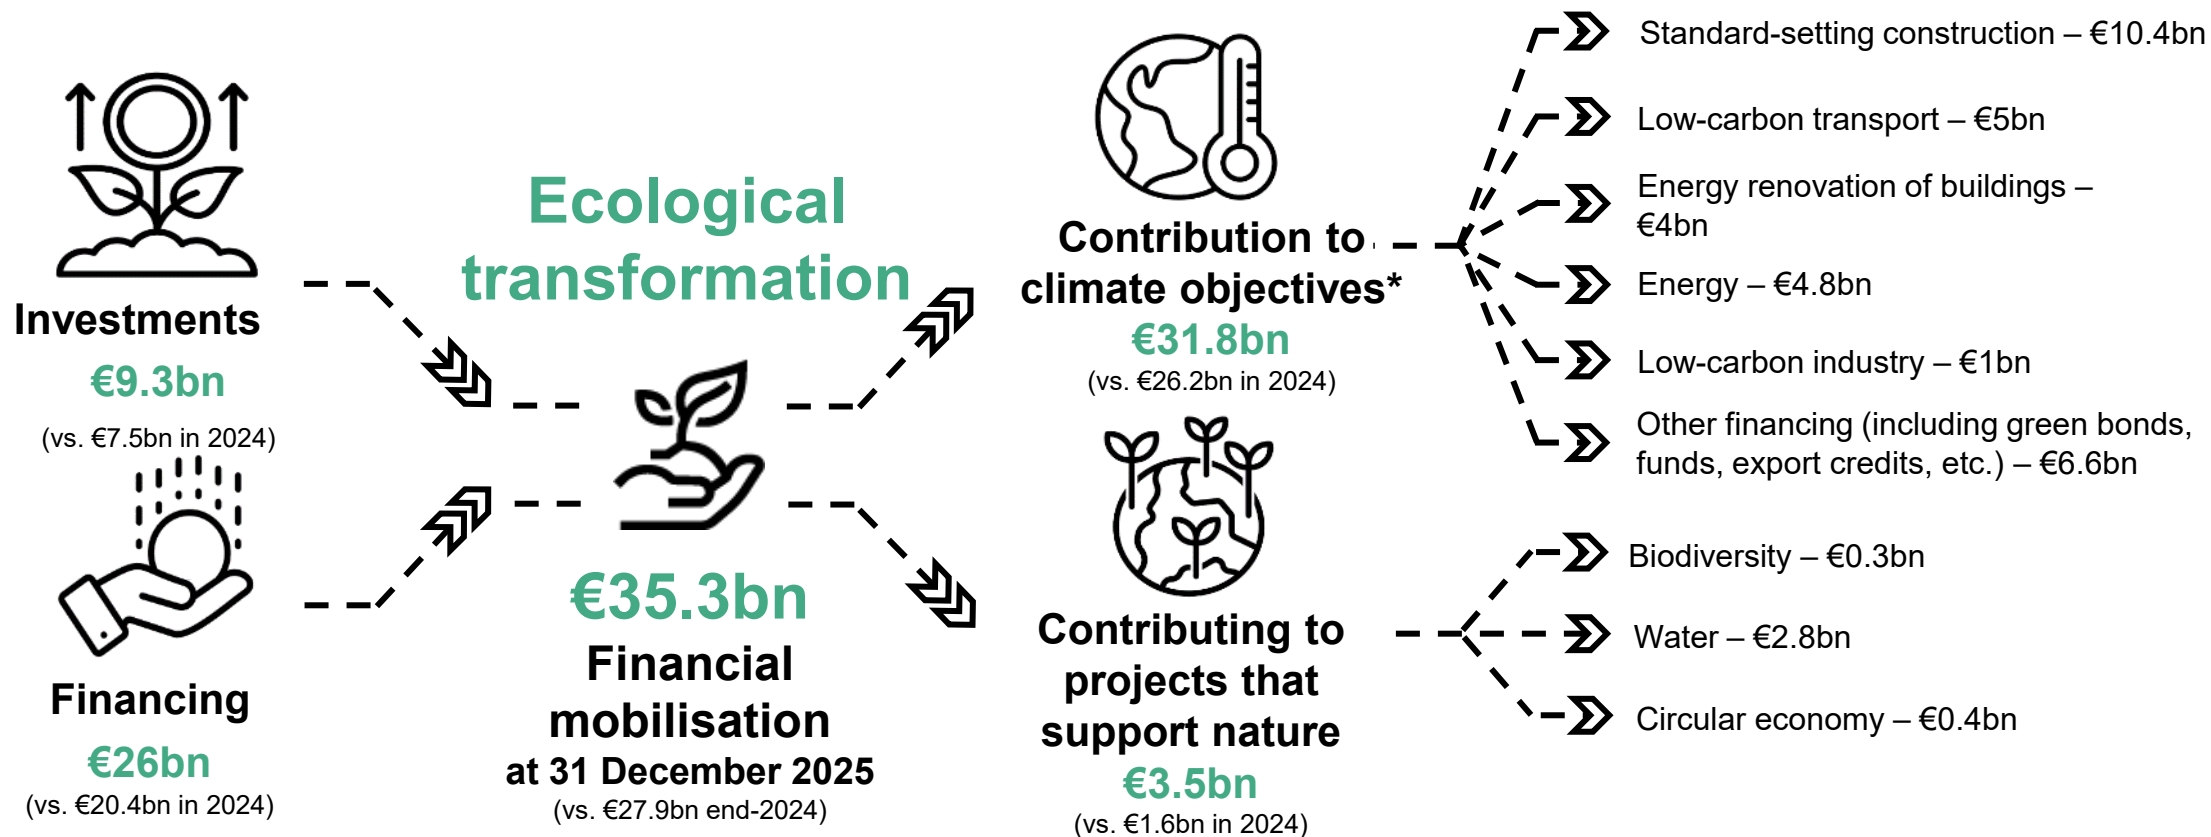 Investments
€9.3bn
(vs. €7.5bn in 2024)
Financing
€26bn
(vs. €20.4bn in 2024)
Ecological
transformation
€35.3bn
Financial
mobilisation
at 31 December 2025
(vs. €27.9bn end-2024)
Contribution to
climate objectives*
€31.8bn
(vs. €26.2bn in 2024)
Contributing to
projects that
support nature
€3.5bn
(vs. €1.6bn in 2024)
Standard-setting construction – €10.4bn
Low-carbon transport – €5bn
Energy renovation of buildings –
€4bn
Energy – €4.8bn
Low-carbon industry – €1bn
Other financing (including green bonds,
funds, export credits, etc.) – €6.6bn
Biodiversity – €0.3bn
Water – €2.8bn
Circular economy – €0.4bn